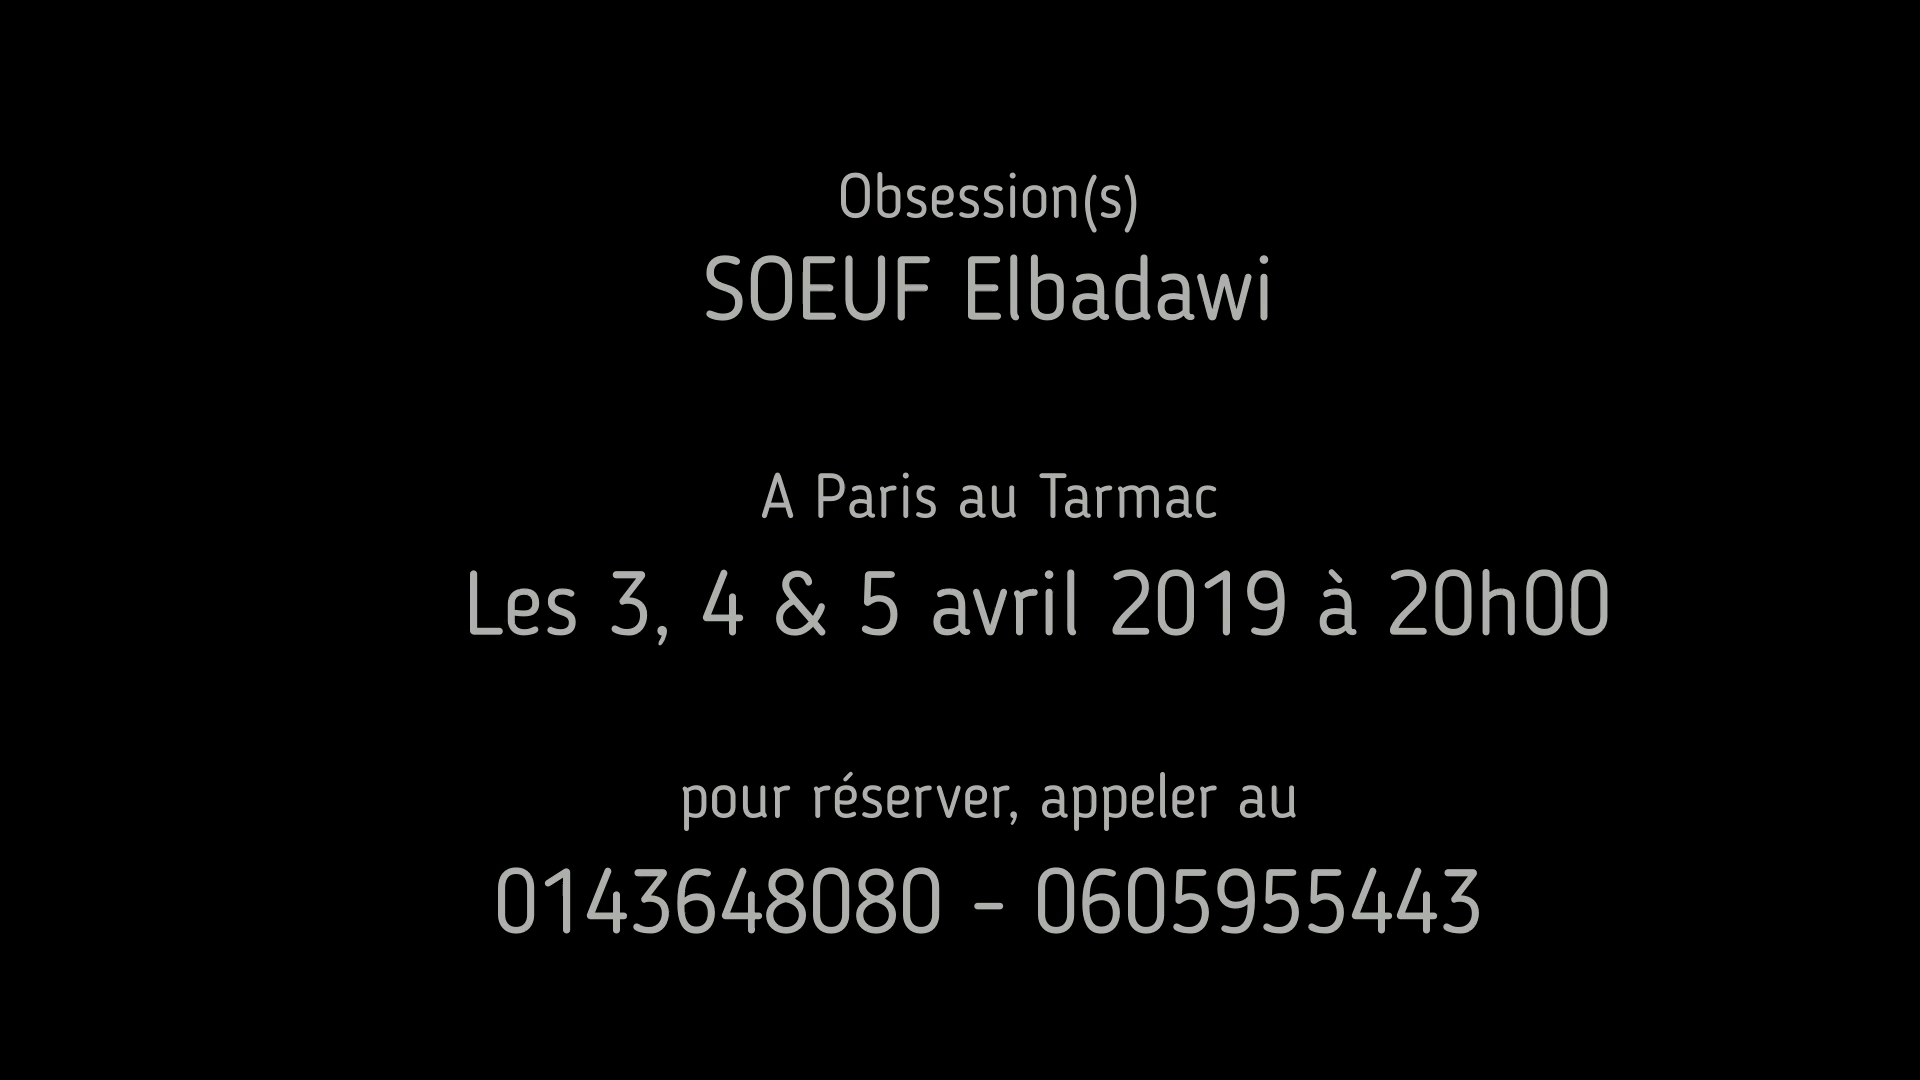 Obsession(s)
SOEUF Elbadawi
A Paris au Tarmac
Les 3, 4 & 5 avril 2019 à 20h00
pour réserver, appeler au
0143648080 - 0605955443